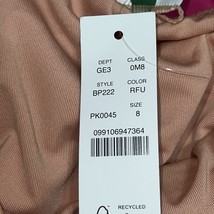 DEPT CLASS
GE3 0M8
STYLE COLOR
BP222 RFU
SIZE
PK0045 8
099106947364
RECYCLED